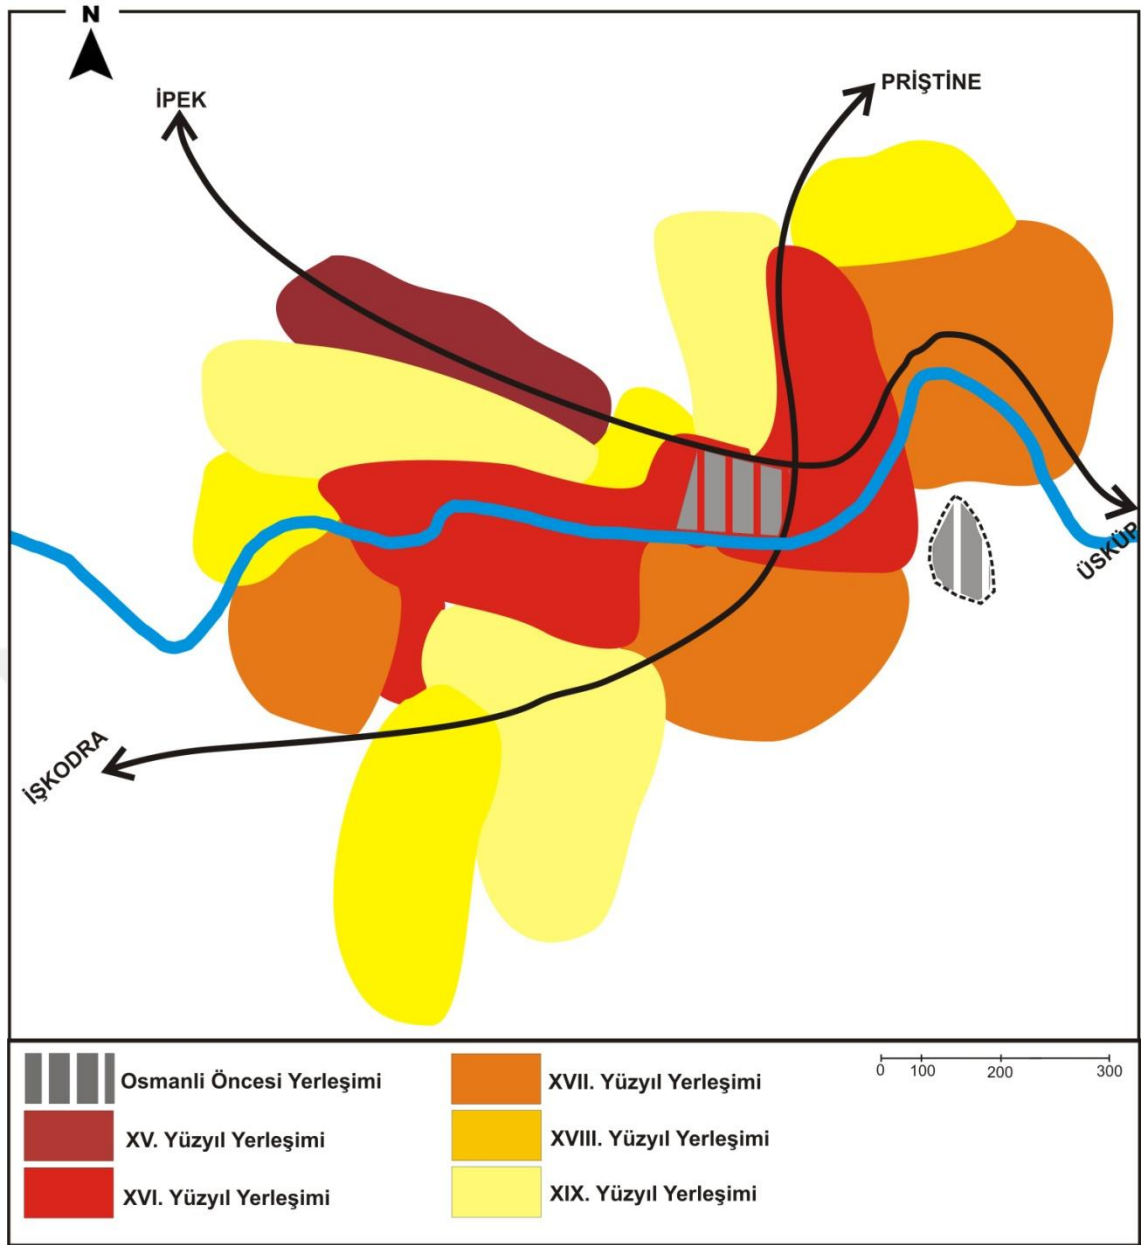 N
İPEK
PRİŞTİNE
ÜSKÜP
İŞKODRA
Osmanli Öncesi Yerleşimi
XV. Yüzyıl Yerleşimi
XVI. Yüzyıl Yerleşimi
XVII. Yüzyıl Yerleşimi
XVIII. Yüzyıl Yerleşimi
XIX. Yüzyıl Yerleşimi
0 100 200 300